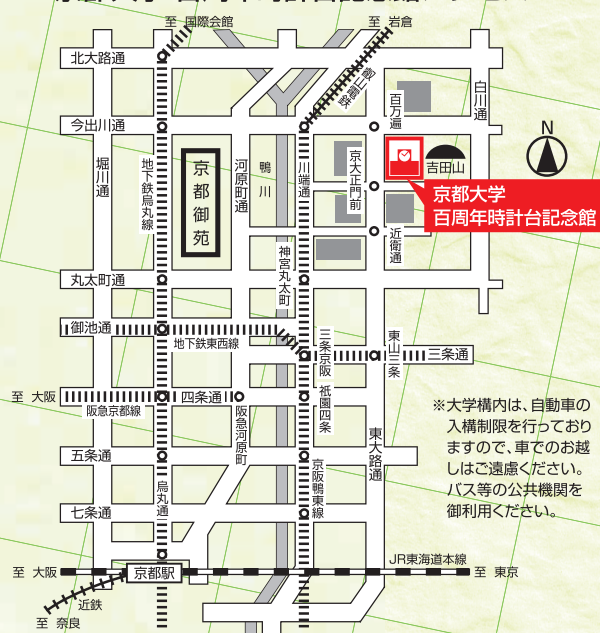 至 国際会館
至 岩倉
北大路通
叡山電鉄
白川通
百万遍
今出川通
N
堀川通
地下鉄烏丸線
京都御苑
河原町通
鴨川
川端通
京大正門前
吉田山
京都大学
百周年時計台記念館
近衛通
神宮丸太町
丸太町通
御池通
地下鉄東西線
三条京阪
東山三条
三条通
至 大阪
阪急京都線
四条通
阪急河原町
祇園四条
※大学構内は、自動車の
入構制限を行っており
ますので、車でのお越
しはご遠慮ください。
バス等の公共機関を
御利用ください。
東大路通
五条通
烏丸通
京阪鴨東線
七条通
JR東海道本線
至 大阪
京都駅
至 東京
近鉄
至 奈良